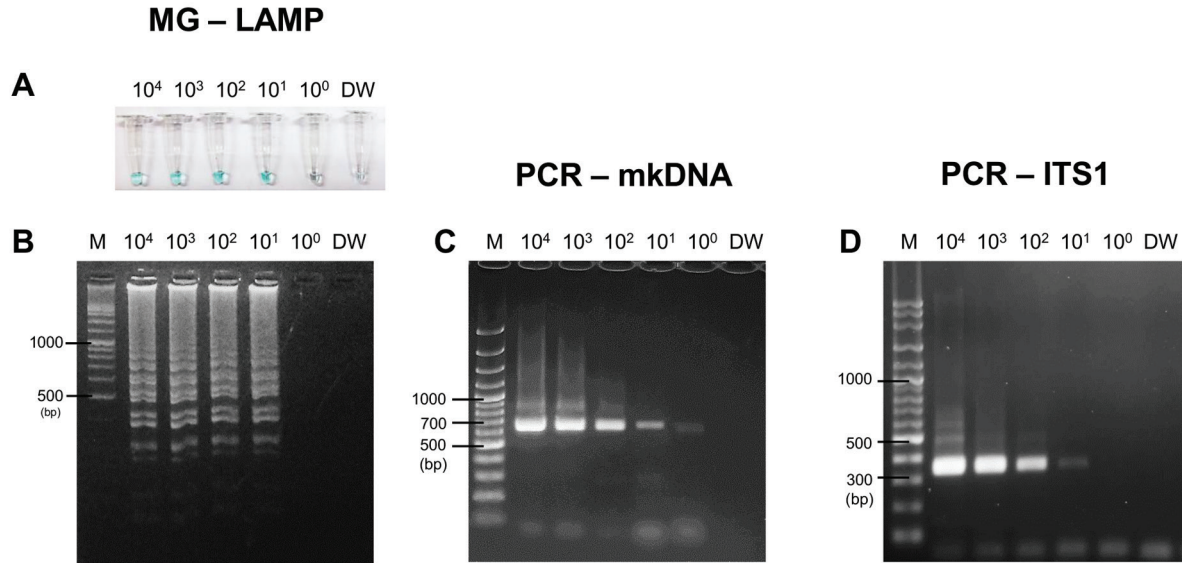 MG – LAMP
A
10⁴ 10³ 10² 10¹ 10⁰ DW
PCR – mkDNA
PCR – ITS1
B
M 10⁴ 10³ 10² 10¹ 10⁰ DW
1000
500
(bp)
C
M 10⁴ 10³ 10² 10¹ 10⁰ DW
1000
700
500
(bp)
D
M 10⁴ 10³ 10² 10¹ 10⁰ DW
1000
500
300
(bp)